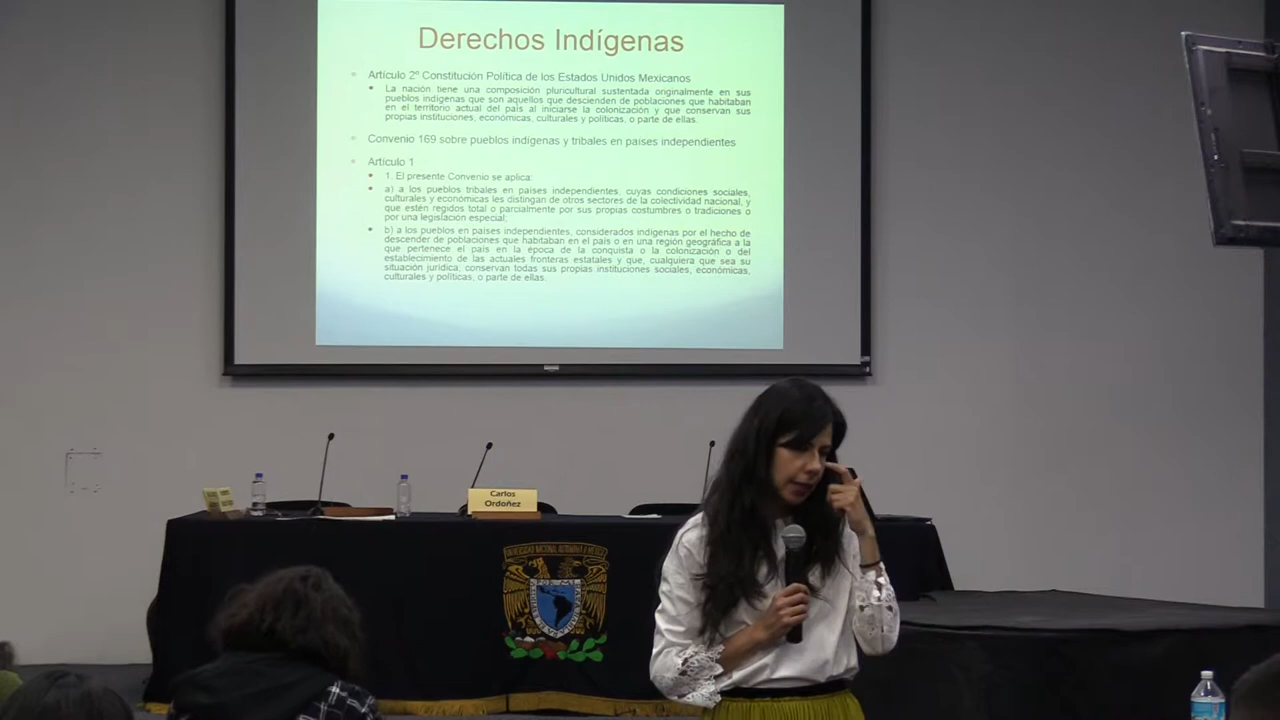 Derechos Indígenas
Artículo 2º Constitución Política de los Estados Unidos Mexicanos
La nación tiene una composición pluricultural sustentada originalmente en sus
pueblos indígenas que son aquellos que descienden de poblaciones que habitaban
en el territorio actual del país al iniciarse la colonización y que conservan sus
propias instituciones, económicas, culturales y políticas, o parte de ellas.
Convenio 169 sobre pueblos indígenas y tribales en países independientes
Artículo 1
1. El presente Convenio se aplica:
a) a los pueblos tribales en países independientes, cuyas condiciones sociales,
culturales y económicas les distingan de otros sectores de la colectividad nacional, y
que estén regidos total o parcialmente por sus propias costumbres o tradiciones o
por una legislación especial;
b) a los pueblos en países independientes, considerados indígenas por el hecho de
descender de poblaciones que habitaban en el país o en una región geográfica a la
que pertenece el país en la época de la conquista o la colonización o del
establecimiento de las actuales fronteras estatales y que, cualquiera que sea su
situación jurídica, conservan todas sus propias instituciones sociales, económicas,
culturales y políticas, o parte de ellas.
Carlos
Ordoñez